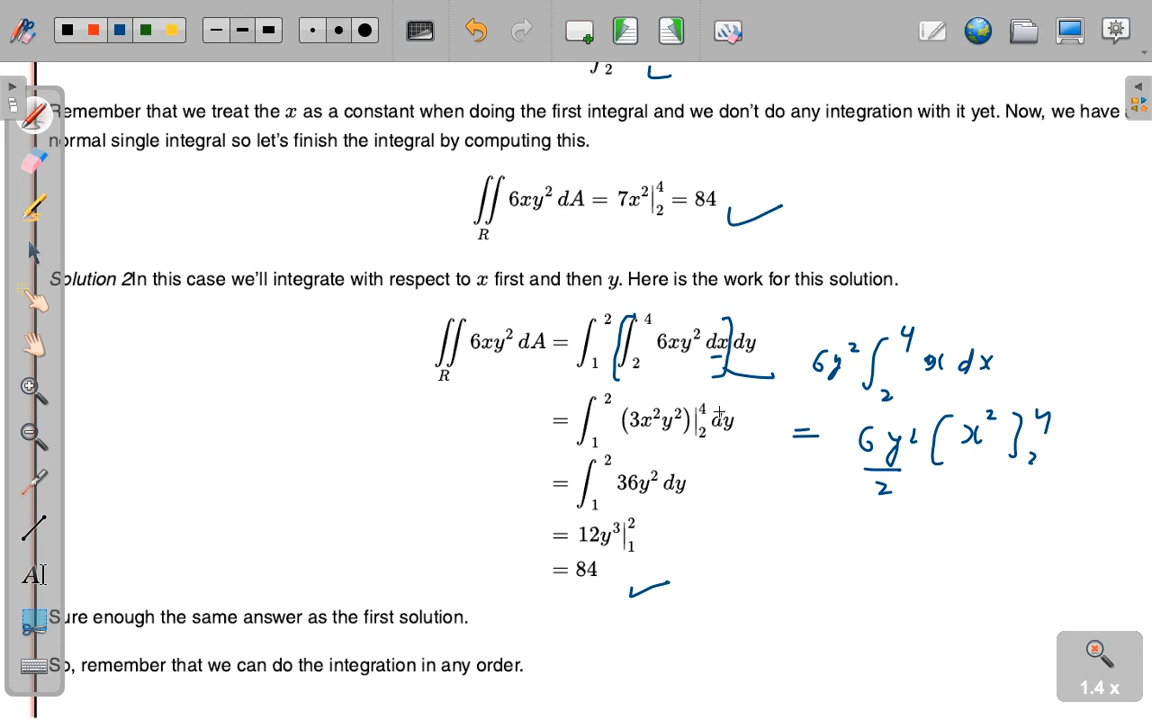 ∫ 2
Remember that we treat the x as a constant when doing the first integral and we don't do any integration with it yet. Now, we have
normal single integral so let's finish the integral by computing this.
∬_R 6xy² dA = 7x²|₂⁴ = 84
Solution 2In this case we'll integrate with respect to x first and then y. Here is the work for this solution.
∬_R 6xy² dA = ∫₁² [∫₂⁴ 6xy² dx] dy
6y² ∫₂⁴ x dx
= ∫₁² (3x²y²)|₂⁴ dy
= 6y²/2 [x²]₂⁴
= ∫₁² 36y² dy
= 12y³|₁²
= 84
Sure enough the same answer as the first solution.
So, remember that we can do the integration in any order.
A
1.4 x